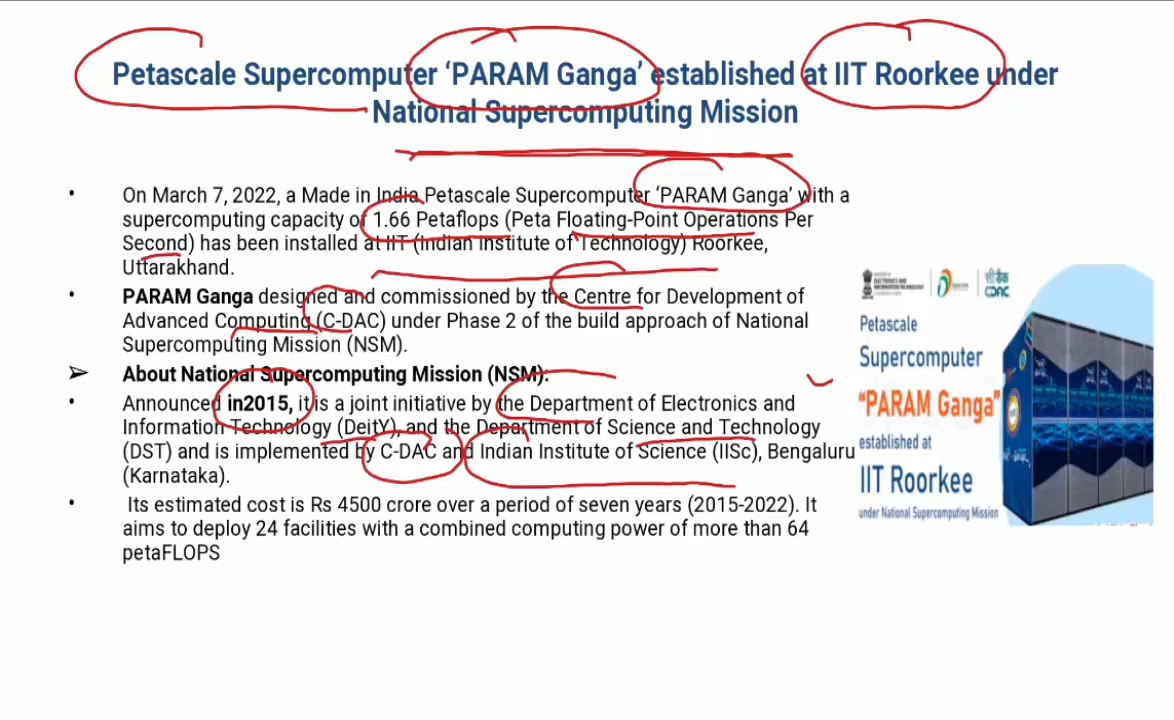 Petascale Supercomputer ‘PARAM Ganga’ established at IIT Roorkee under
National Supercomputing Mission
• On March 7, 2022, a Made in India Petascale Supercomputer ‘PARAM Ganga’ with a
supercomputing capacity of 1.66 Petaflops (Peta Floating-Point Operations Per
Second) has been installed at IIT (Indian Institute of Technology) Roorkee,
Uttarakhand.
• PARAM Ganga designed and commissioned by the Centre for Development of
Advanced Computing (C-DAC) under Phase 2 of the build approach of National
Supercomputing Mission (NSM).
➢ About National Supercomputing Mission (NSM):
• Announced in2015, it is a joint initiative by the Department of Electronics and
Information Technology (DeitY), and the Department of Science and Technology
(DST) and is implemented by C-DAC and Indian Institute of Science (IISc), Bengaluru
(Karnataka).
• Its estimated cost is Rs 4500 crore over a period of seven years (2015-2022). It
aims to deploy 24 facilities with a combined computing power of more than 64
petaFLOPS
सी डैक
CDAC
Petascale
Supercomputer
“PARAM Ganga”
established at
IIT Roorkee
under National Supercomputing Mission